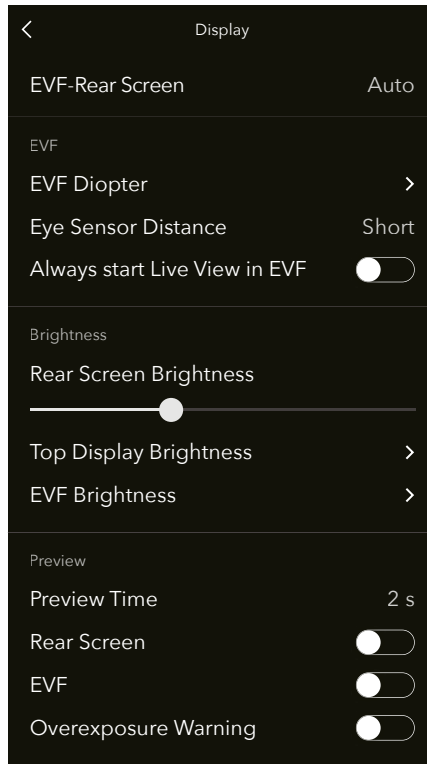 Display
EVF-Rear Screen Auto
EVF
EVF Diopter
Eye Sensor Distance Short
Always start Live View in EVF
Brightness
Rear Screen Brightness
Top Display Brightness
EVF Brightness
Preview
Preview Time 2 s
Rear Screen
EVF
Overexposure Warning